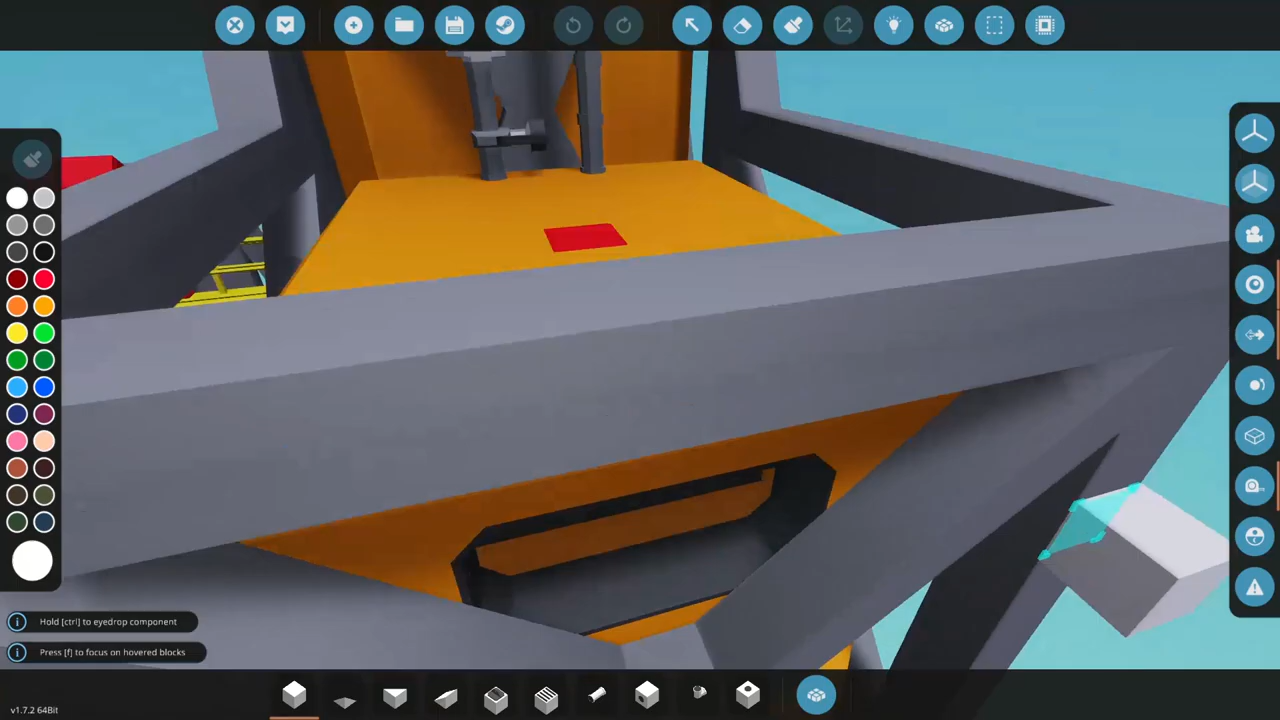 Hold [ctrl] to eyedrop component
Press [f] to focus on hovered blocks
v1.7.2 64Bit